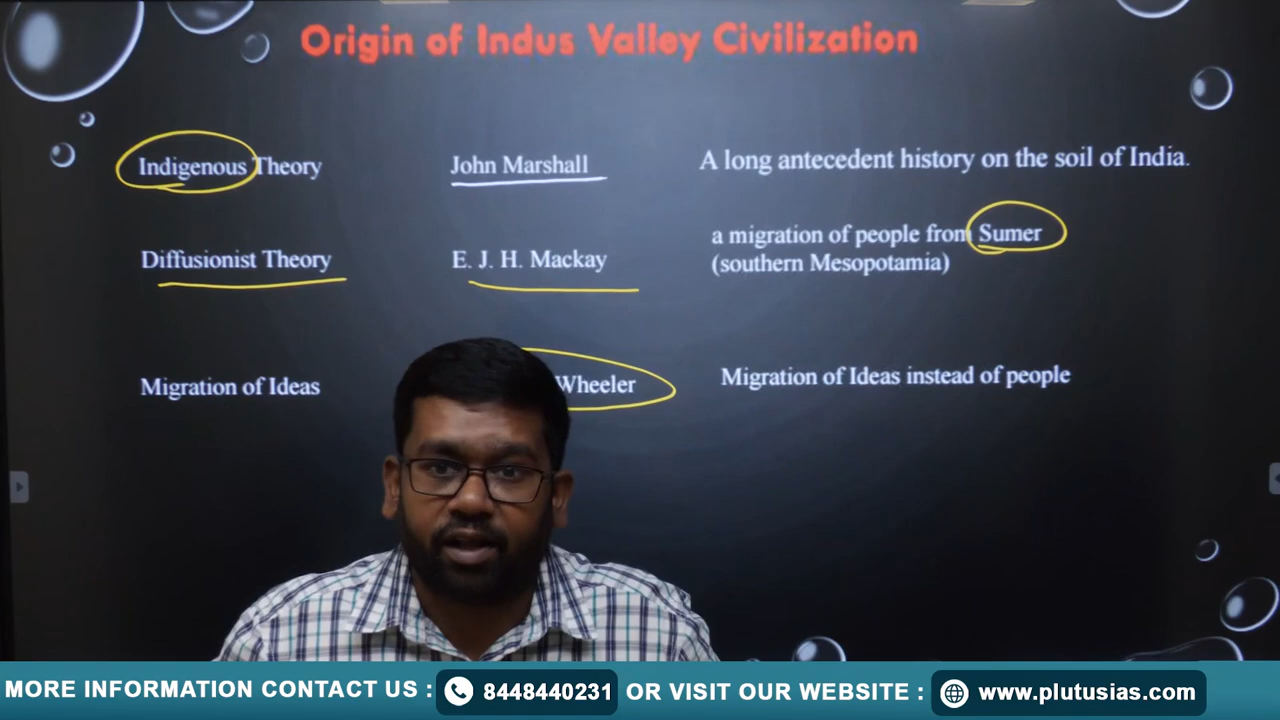 Origin of Indus Valley Civilization
Indigenous Theory John Marshall A long antecedent history on the soil of India.
Diffusionist Theory E. J. H. Mackay a migration of people from Sumer
(southern Mesopotamia)
Migration of Ideas Wheeler Migration of Ideas instead of people
MORE INFORMATION CONTACT US : 8448440231 OR VISIT OUR WEBSITE : www.plutusias.com